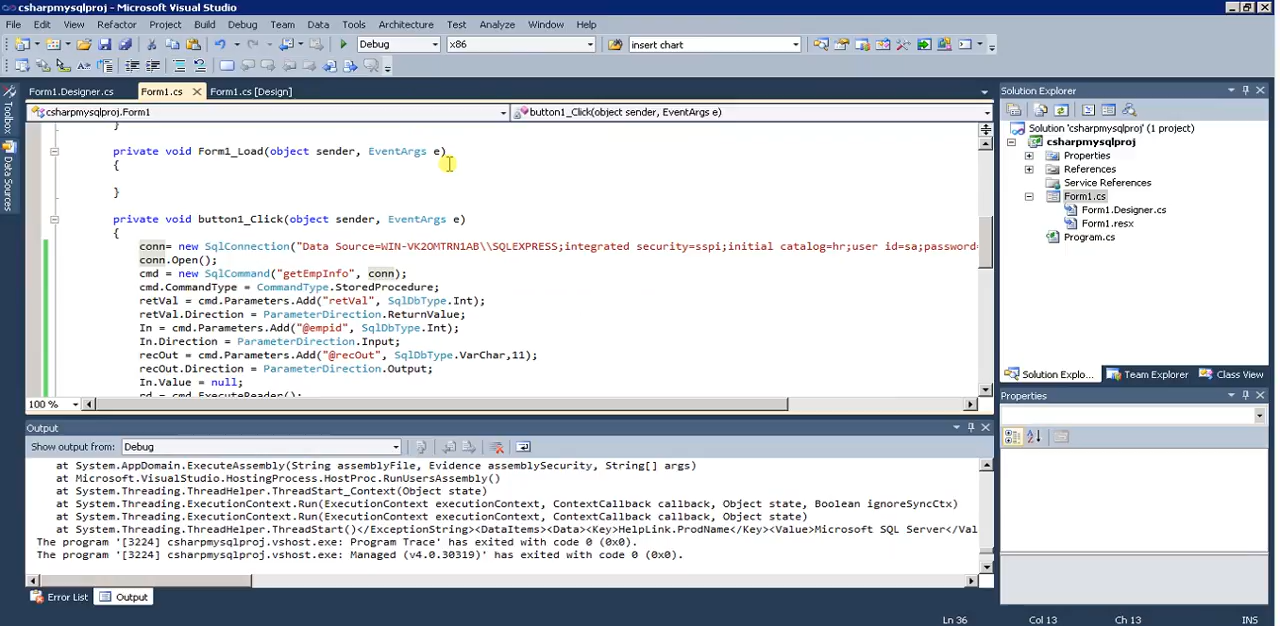 csharpmysqlproj - Microsoft Visual Studio
File Edit View Refactor Project Build Debug Team Data Tools Architecture Test Analyze Window Help
Debug x86 insert chart
Form1.Designer.cs Form1.cs Form1.cs [Design]
csharpmysqlproj.Form1 button1_Click(object sender, EventArgs e)
Toolbox
Data Sources
}
private void Form1_Load(object sender, EventArgs e)
{
}
private void button1_Click(object sender, EventArgs e)
{
conn= new SqlConnection("Data Source=WIN-VK2OMTRN1AB\\SQLEXPRESS;integrated security=sspi;initial catalog=hr;user id=sa;password=
conn.Open();
cmd = new SqlCommand("getEmpInfo", conn);
cmd.CommandType = CommandType.StoredProcedure;
retVal = cmd.Parameters.Add("retVal", SqlDbType.Int);
retVal.Direction = ParameterDirection.ReturnValue;
In = cmd.Parameters.Add("@empid", SqlDbType.Int);
In.Direction = ParameterDirection.Input;
recOut = cmd.Parameters.Add("@recOut", SqlDbType.VarChar,11);
recOut.Direction = ParameterDirection.Output;
In.Value = null;
rd = cmd.ExecuteReader();
100 %
Output
Show output from: Debug
at System.AppDomain.ExecuteAssembly(String assemblyFile, Evidence assemblySecurity, String[] args)
at Microsoft.VisualStudio.HostingProcess.HostProc.RunUsersAssembly()
at System.Threading.ThreadHelper.ThreadStart_Context(Object state)
at System.Threading.ExecutionContext.Run(ExecutionContext executionContext, ContextCallback callback, Object state, Boolean ignoreSyncCtx)
at System.Threading.ExecutionContext.Run(ExecutionContext executionContext, ContextCallback callback, Object state)
at System.Threading.ThreadHelper.ThreadStart()</ExceptionString><DataItems><Data><Key>HelpLink.ProdName</Key><Value>Microsoft SQL Server</Val
The program '[3224] csharpmysqlproj.vshost.exe: Program Trace' has exited with code 0 (0x0).
The program '[3224] csharpmysqlproj.vshost.exe: Managed (v4.0.30319)' has exited with code 0 (0x0).
Error List Output
Solution Explorer
Solution 'csharpmysqlproj' (1 project)
csharpmysqlproj
Properties
References
Service References
Form1.cs
Form1.Designer.cs
Form1.resx
Program.cs
Solution Explo... Team Explorer Class View
Properties
Ln 36 Col 13 Ch 13 INS